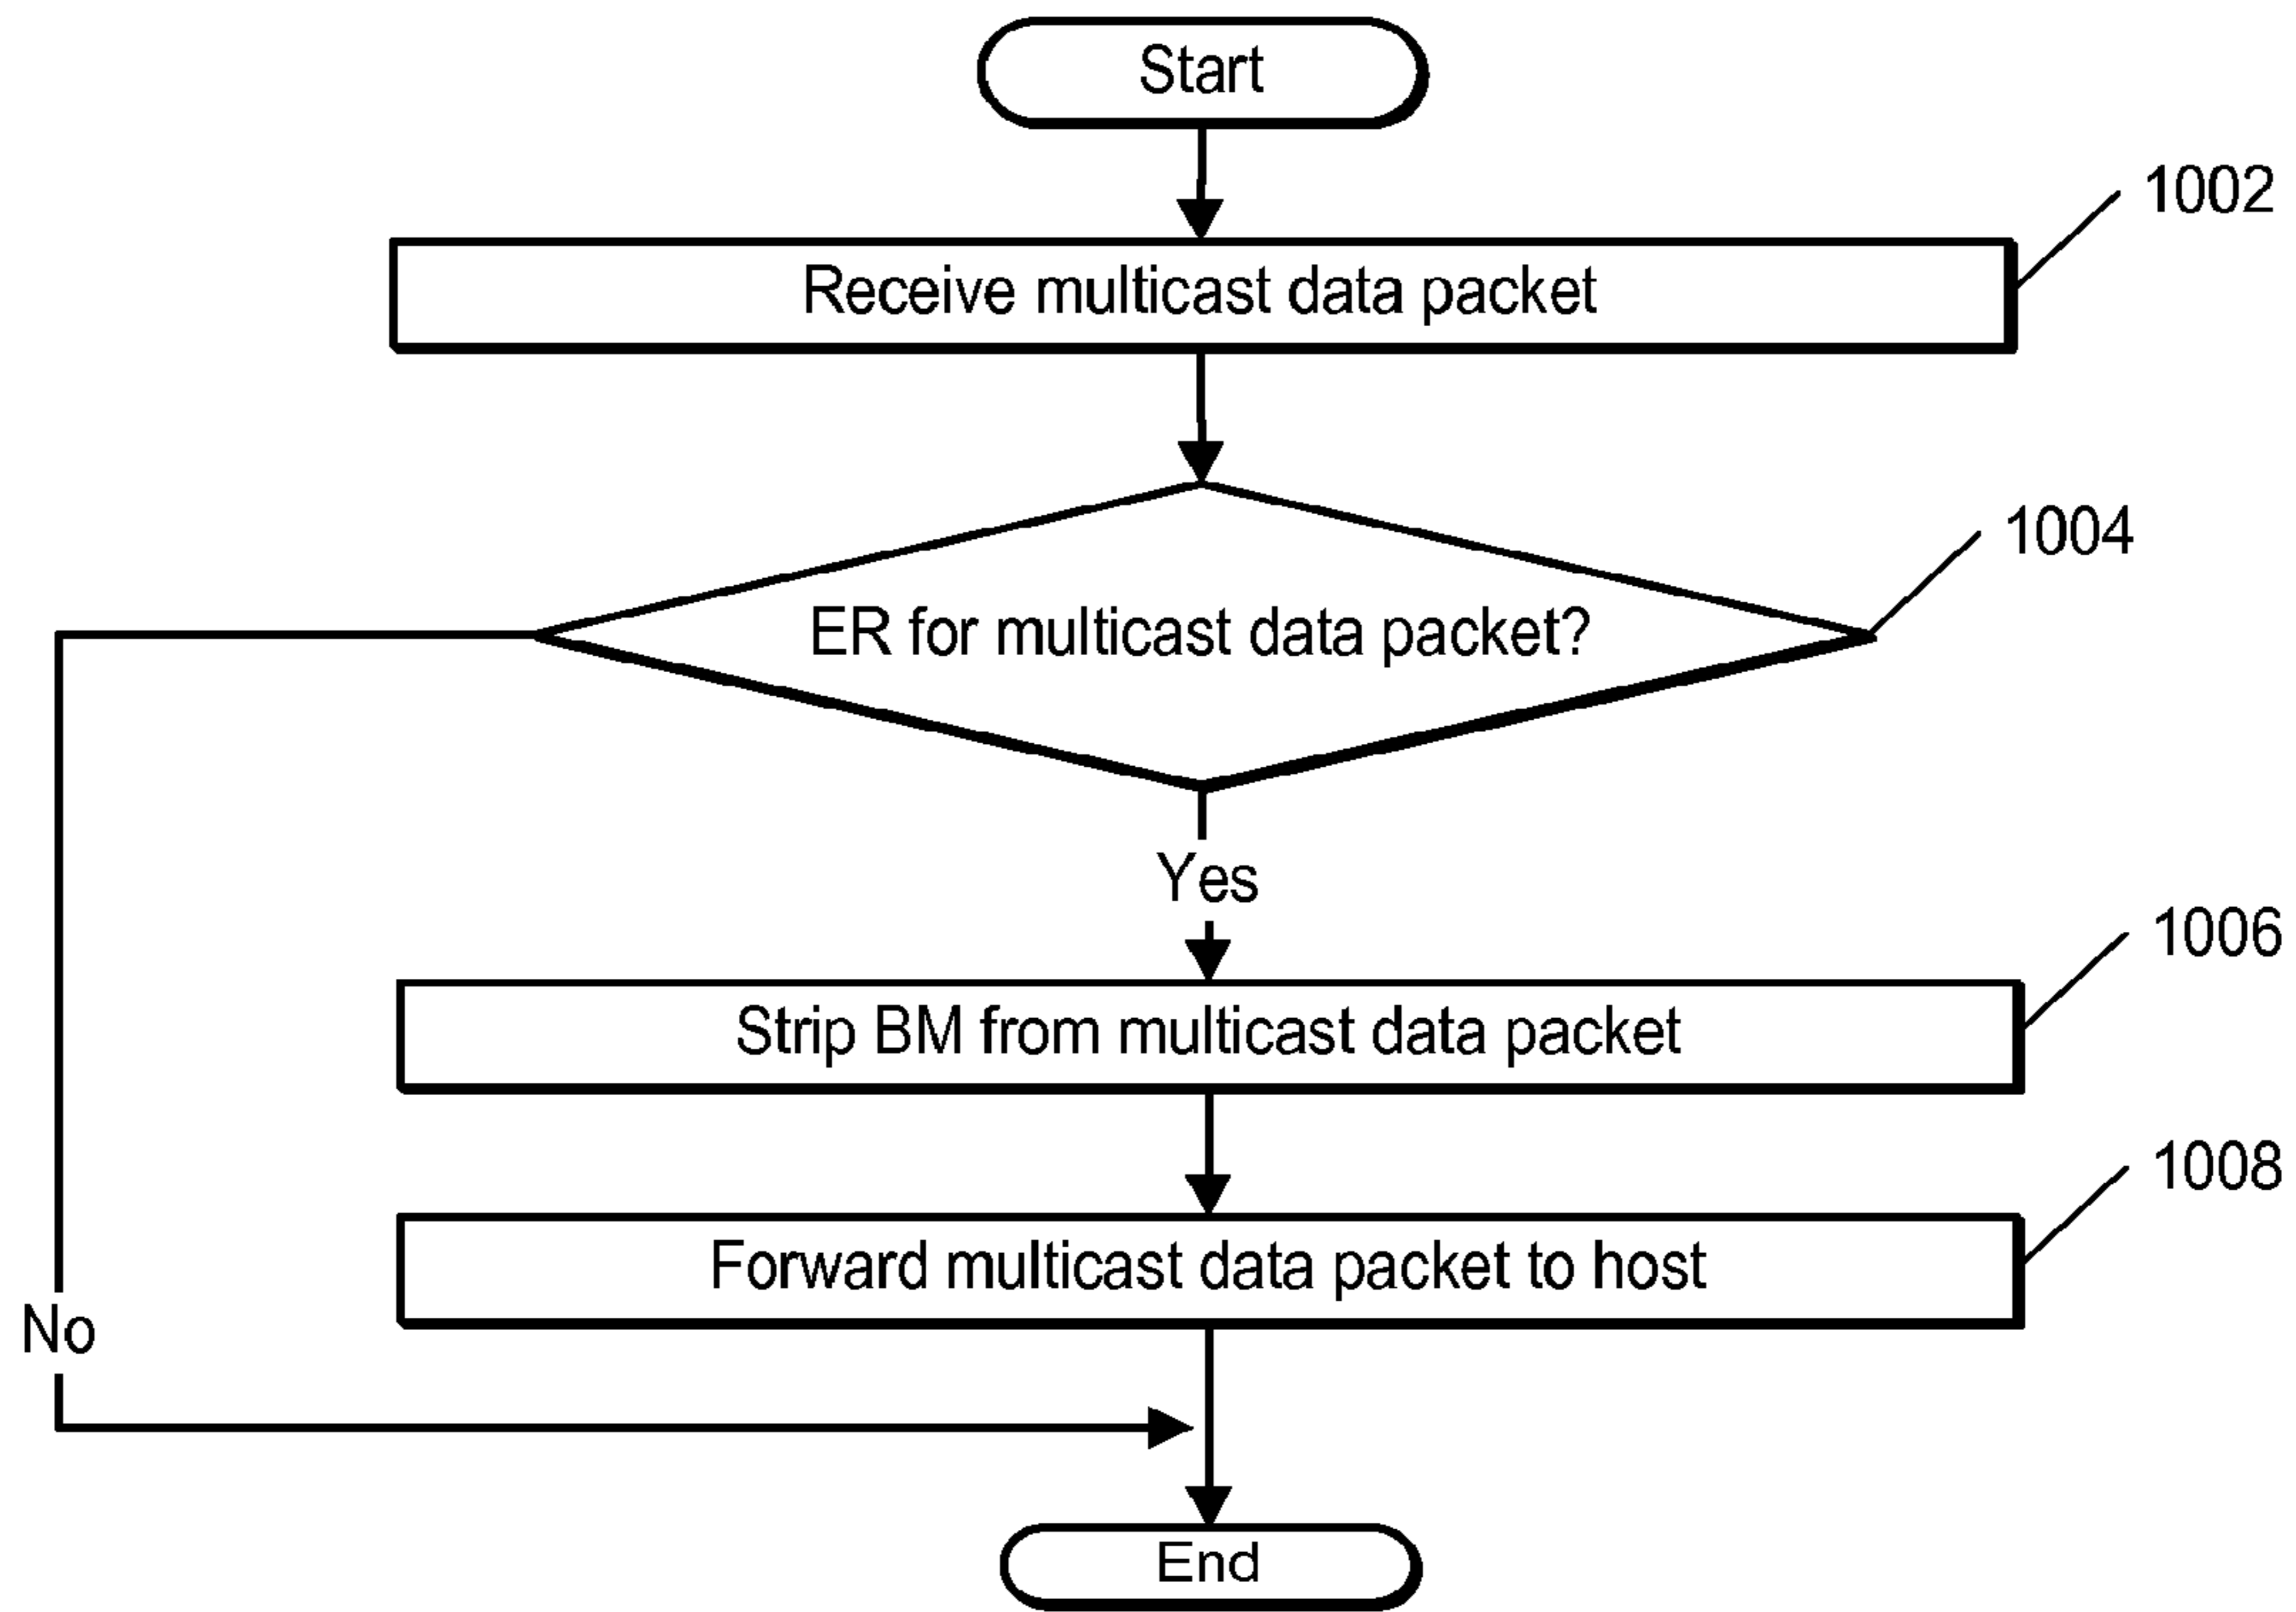 Start
1002
Receive multicast data packet
1004
ER for multicast data packet?
Yes
1006
Strip BM from multicast data packet
1008
Forward multicast data packet to host
No
End